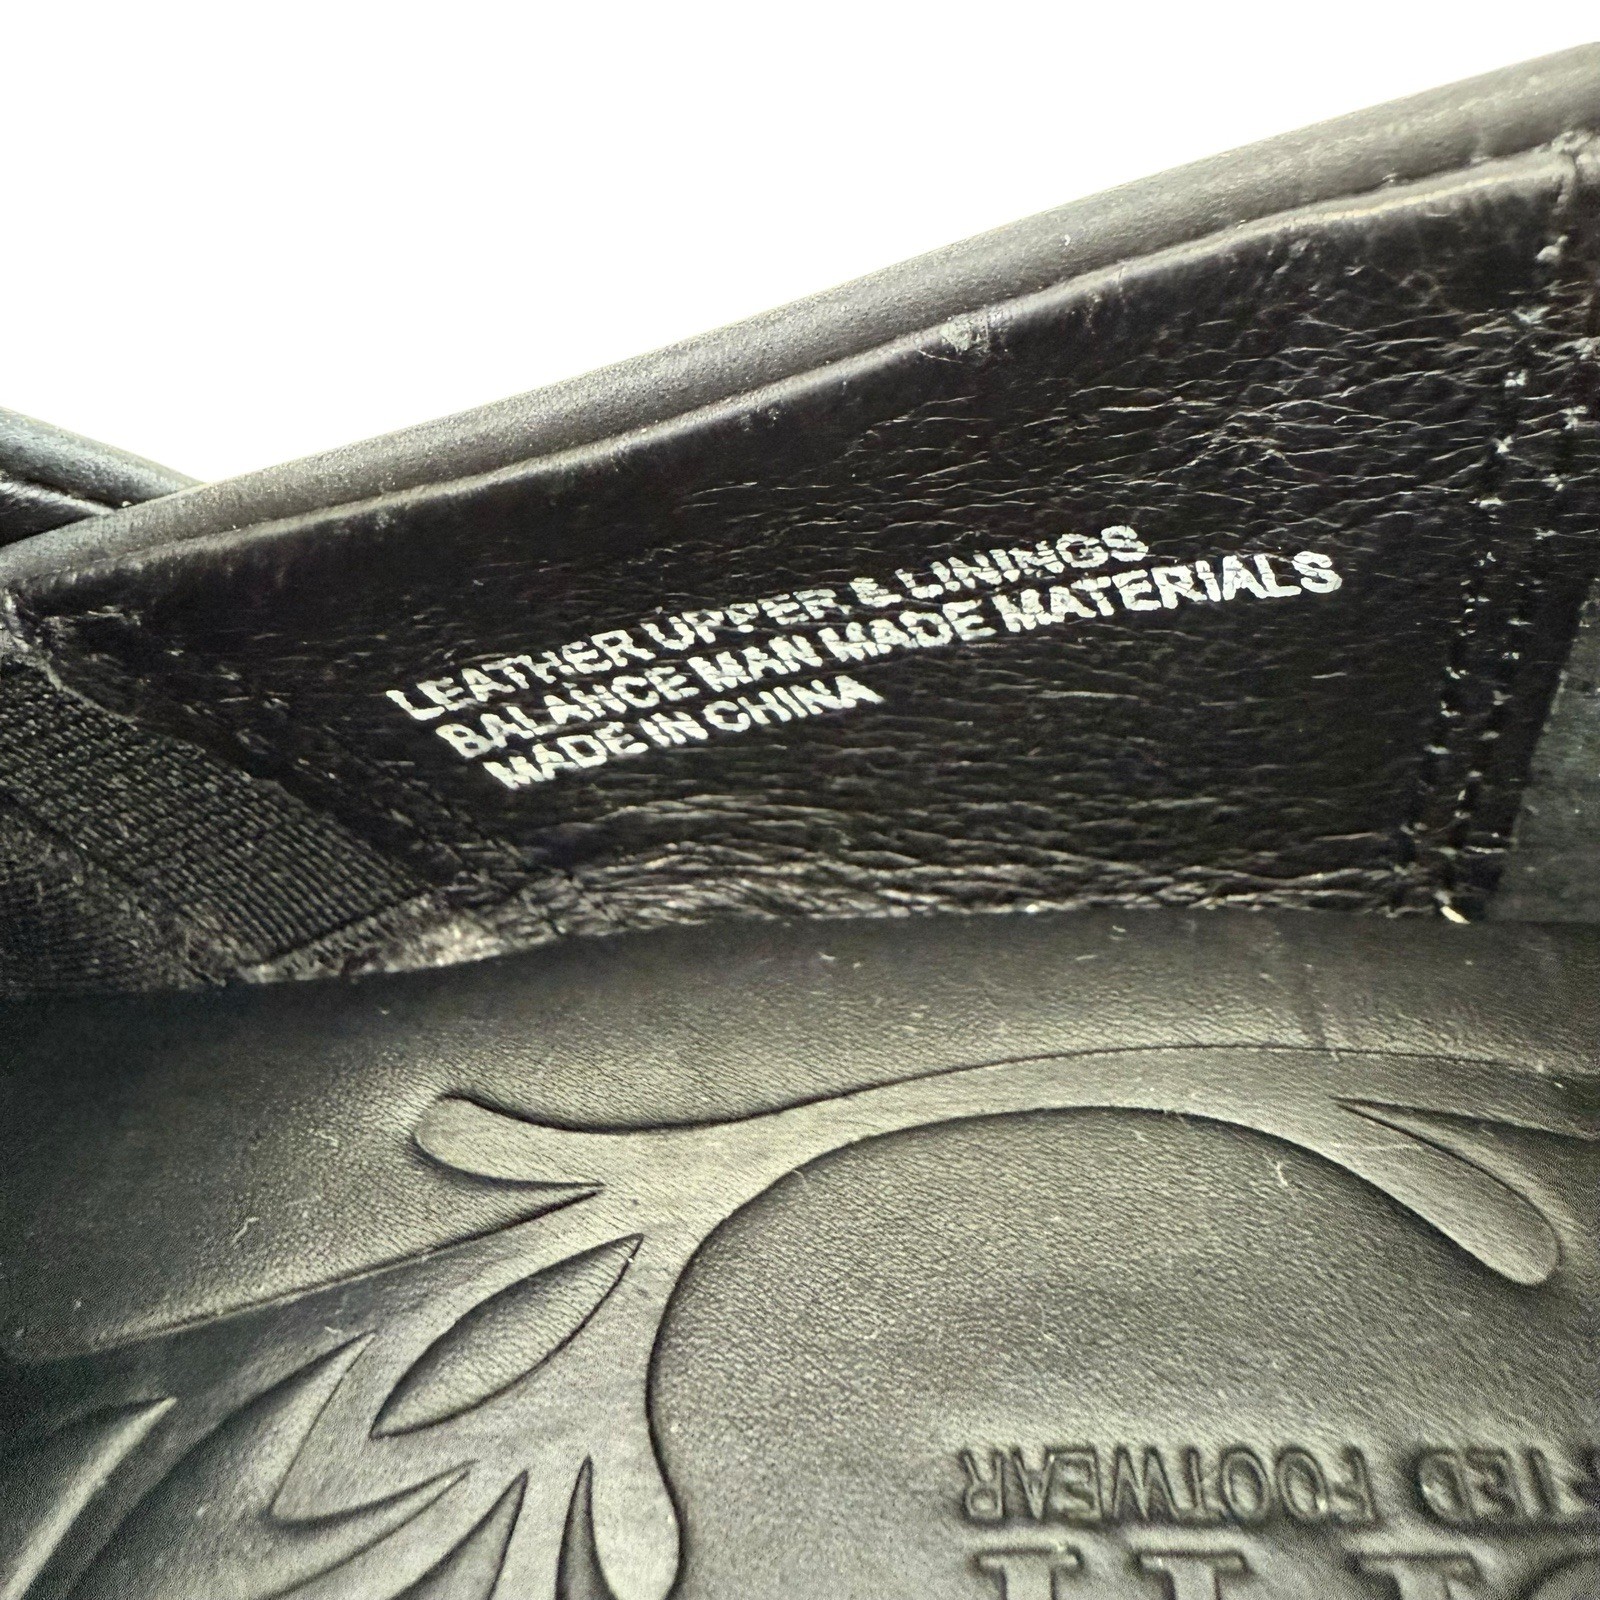 LEATHER UPPER & LININGS
BALANCE MAN MADE MATERIALS
MADE IN CHINA
FOOTWEAR